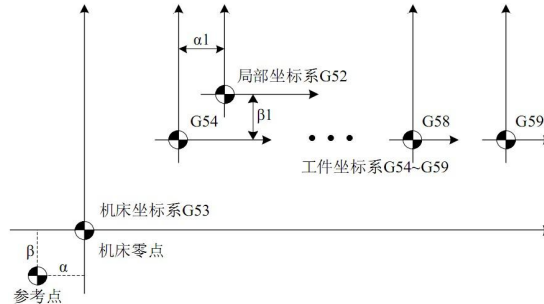 α1
局部坐标系G52
G54
β1
G58
G59
工件坐标系G54~G59
机床坐标系G53
机床零点
β
α
参考点